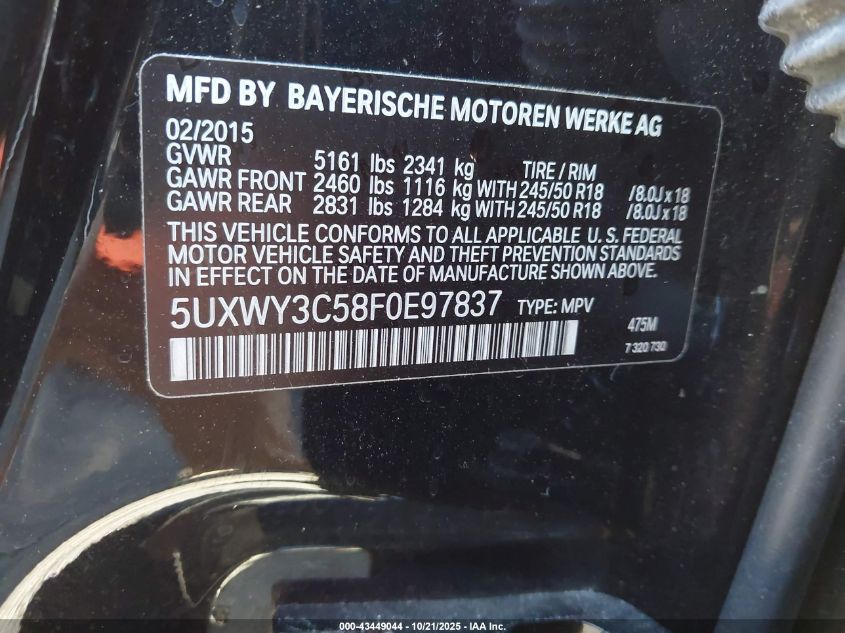 MFD BY BAYERISCHE MOTOREN WERKE AG
02/2015
GVWR 5161 lbs 2341 kg TIRE / RIM
GAWR FRONT 2460 lbs 1116 kg WITH 245/50 R18 /8.0J x 18
GAWR REAR 2831 lbs 1284 kg WITH 245/50 R18 /8.0J x 18
THIS VEHICLE CONFORMS TO ALL APPLICABLE U.S. FEDERAL
MOTOR VEHICLE SAFETY AND THEFT PREVENTION STANDARDS
IN EFFECT ON THE DATE OF MANUFACTURE SHOWN ABOVE.
5UXWY3C58F0E97837 TYPE: MPV 475M
7 320 730
000-43449044 - 10/21/2025 - IAA Inc.